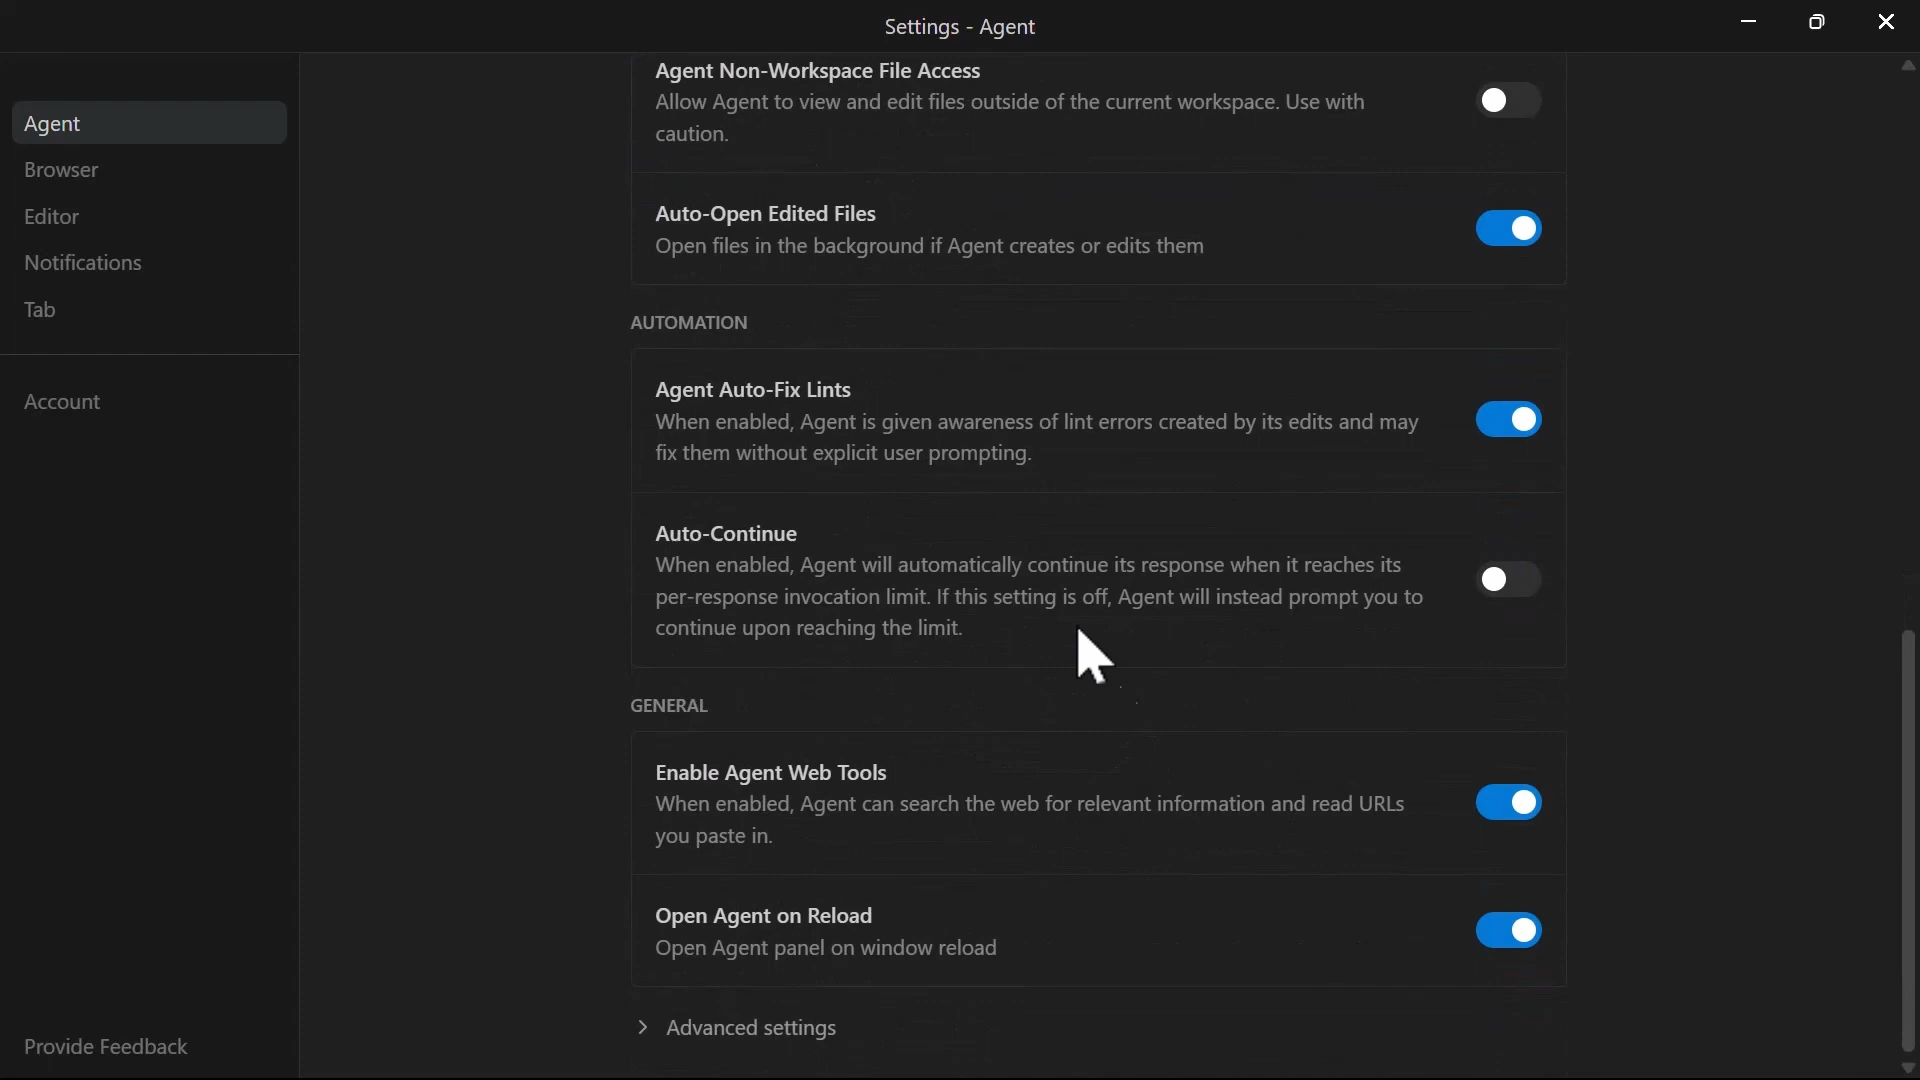 Settings - Agent
Agent
Browser
Editor
Notifications
Tab
Account
Provide Feedback
Agent Non-Workspace File Access
Allow Agent to view and edit files outside of the current workspace. Use with
caution.
Auto-Open Edited Files
Open files in the background if Agent creates or edits them
AUTOMATION
Agent Auto-Fix Lints
When enabled, Agent is given awareness of lint errors created by its edits and may
fix them without explicit user prompting.
Auto-Continue
When enabled, Agent will automatically continue its response when it reaches its
per-response invocation limit. If this setting is off, Agent will instead prompt you to
continue upon reaching the limit.
GENERAL
Enable Agent Web Tools
When enabled, Agent can search the web for relevant information and read URLs
you paste in.
Open Agent on Reload
Open Agent panel on window reload
Advanced settings